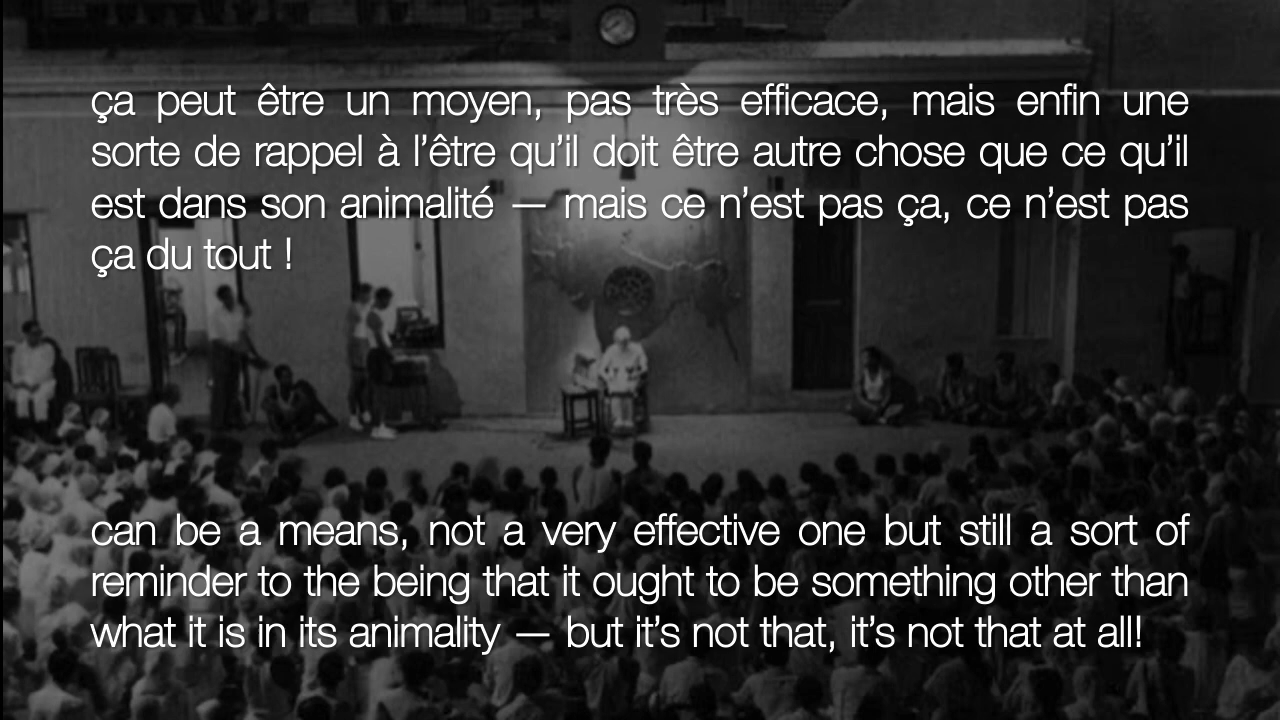 ça peut être un moyen, pas très efficace, mais enfin une
sorte de rappel à l’être qu’il doit être autre chose que ce qu’il
est dans son animalité — mais ce n’est pas ça, ce n’est pas
ça du tout !
can be a means, not a very effective one but still a sort of
reminder to the being that it ought to be something other than
what it is in its animality — but it’s not that, it’s not that at all!